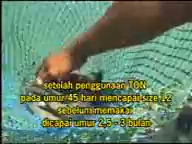 setelah penggunaan TON
pada umur 45 hari mencapai size 12
sebelum memakai
dicapai umur 2,5 - 3 bulan